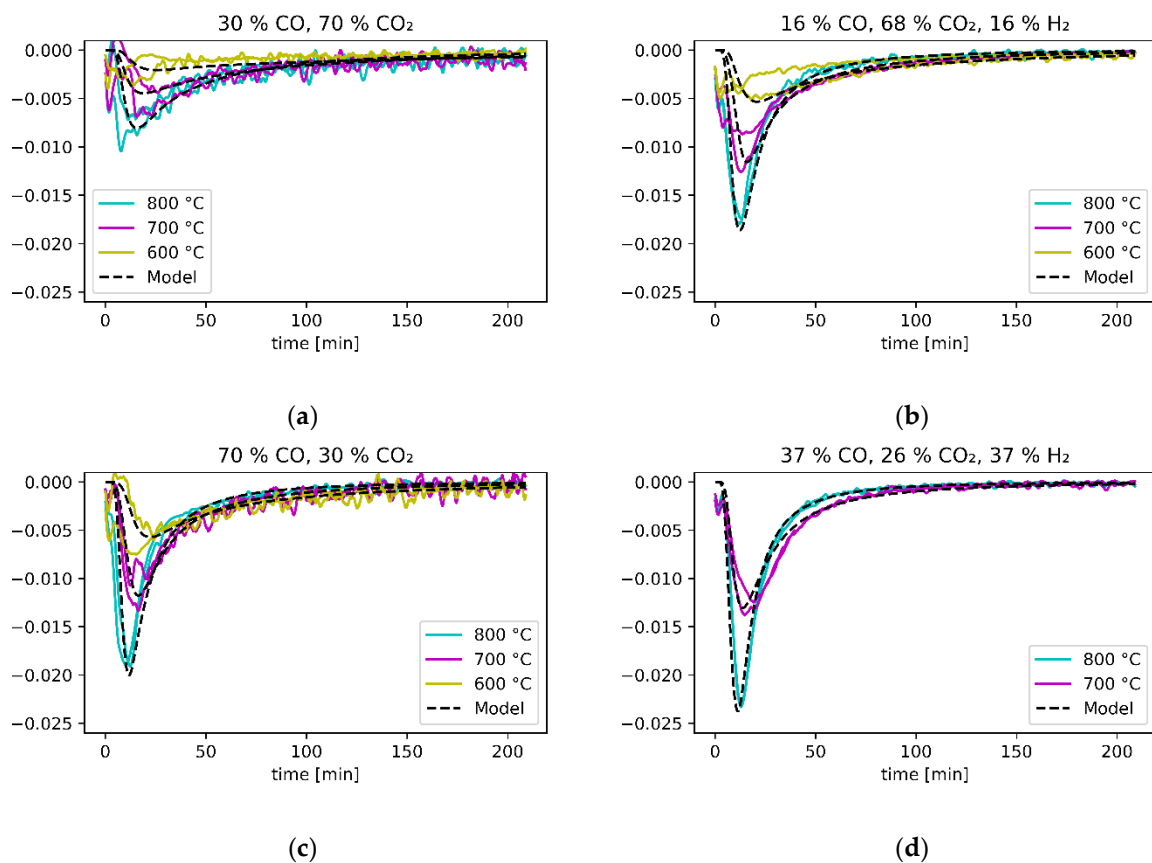 30 % CO, 70 % CO₂
0.000
−0.005
−0.010
−0.015
−0.020
−0.025
800 °C
700 °C
600 °C
Model
0 50 100 150 200
time [min]
(a)
16 % CO, 68 % CO₂, 16 % H₂
0.000
−0.005
−0.010
−0.015
−0.020
−0.025
800 °C
700 °C
600 °C
Model
0 50 100 150 200
time [min]
(b)
70 % CO, 30 % CO₂
0.000
−0.005
−0.010
−0.015
−0.020
−0.025
800 °C
700 °C
600 °C
Model
0 50 100 150 200
time [min]
(c)
37 % CO, 26 % CO₂, 37 % H₂
0.000
−0.005
−0.010
−0.015
−0.020
−0.025
800 °C
700 °C
Model
0 50 100 150 200
time [min]
(d)